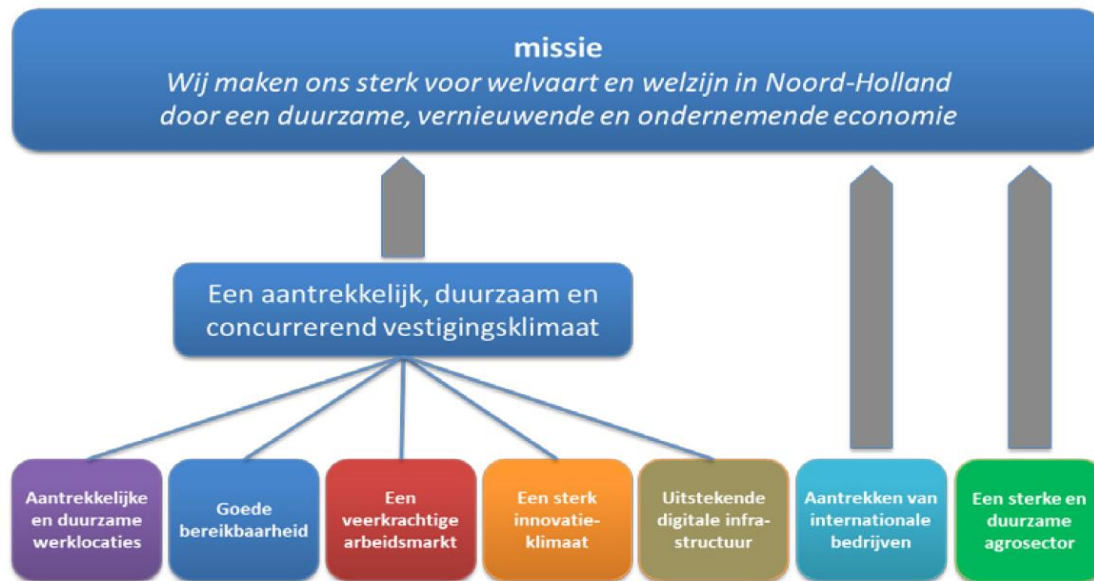 missie
Wij maken ons sterk voor welvaart en welzijn in Noord-Holland
door een duurzame, vernieuwende en ondernemende economie
Een aantrekkelijk, duurzaam en
concurrerend vestigingsklimaat
Aantrekkelijke
en duurzame
werklocaties
Goede
bereikbaarheid
Een
veerkrachtige
arbeidsmarkt
Een sterk
innovatie-
klimaat
Uitstekende
digitale infra-
structuur
Aantrekken van
internationale
bedrijven
Een sterke en
duurzame
agrosector